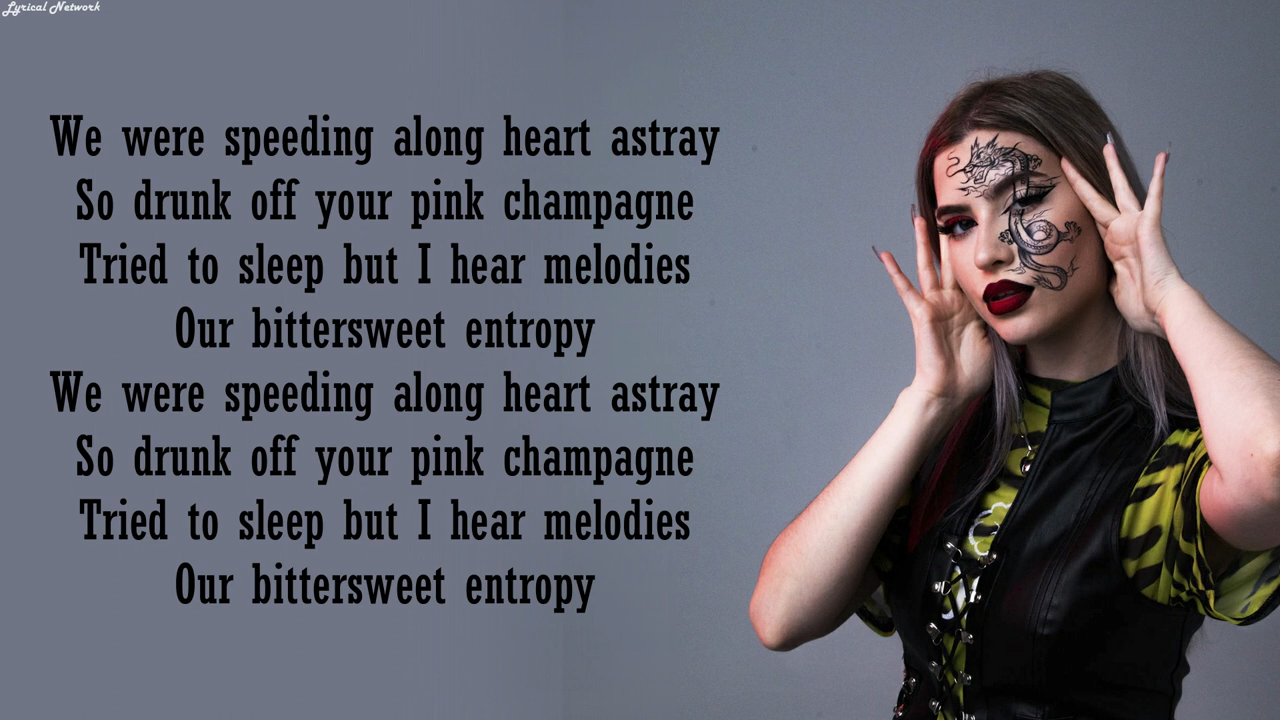 Lyrical Network
We were speeding along heart astray
So drunk off your pink champagne
Tried to sleep but I hear melodies
Our bittersweet entropy
We were speeding along heart astray
So drunk off your pink champagne
Tried to sleep but I hear melodies
Our bittersweet entropy